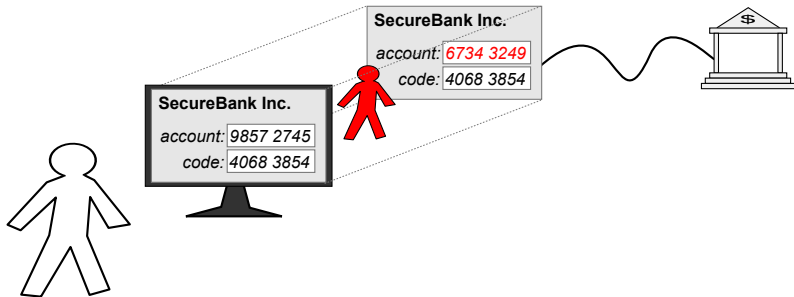 SecureBank Inc.
account: 6734 3249
code: 4068 3854
SecureBank Inc.
account: 9857 2745
code: 4068 3854
$